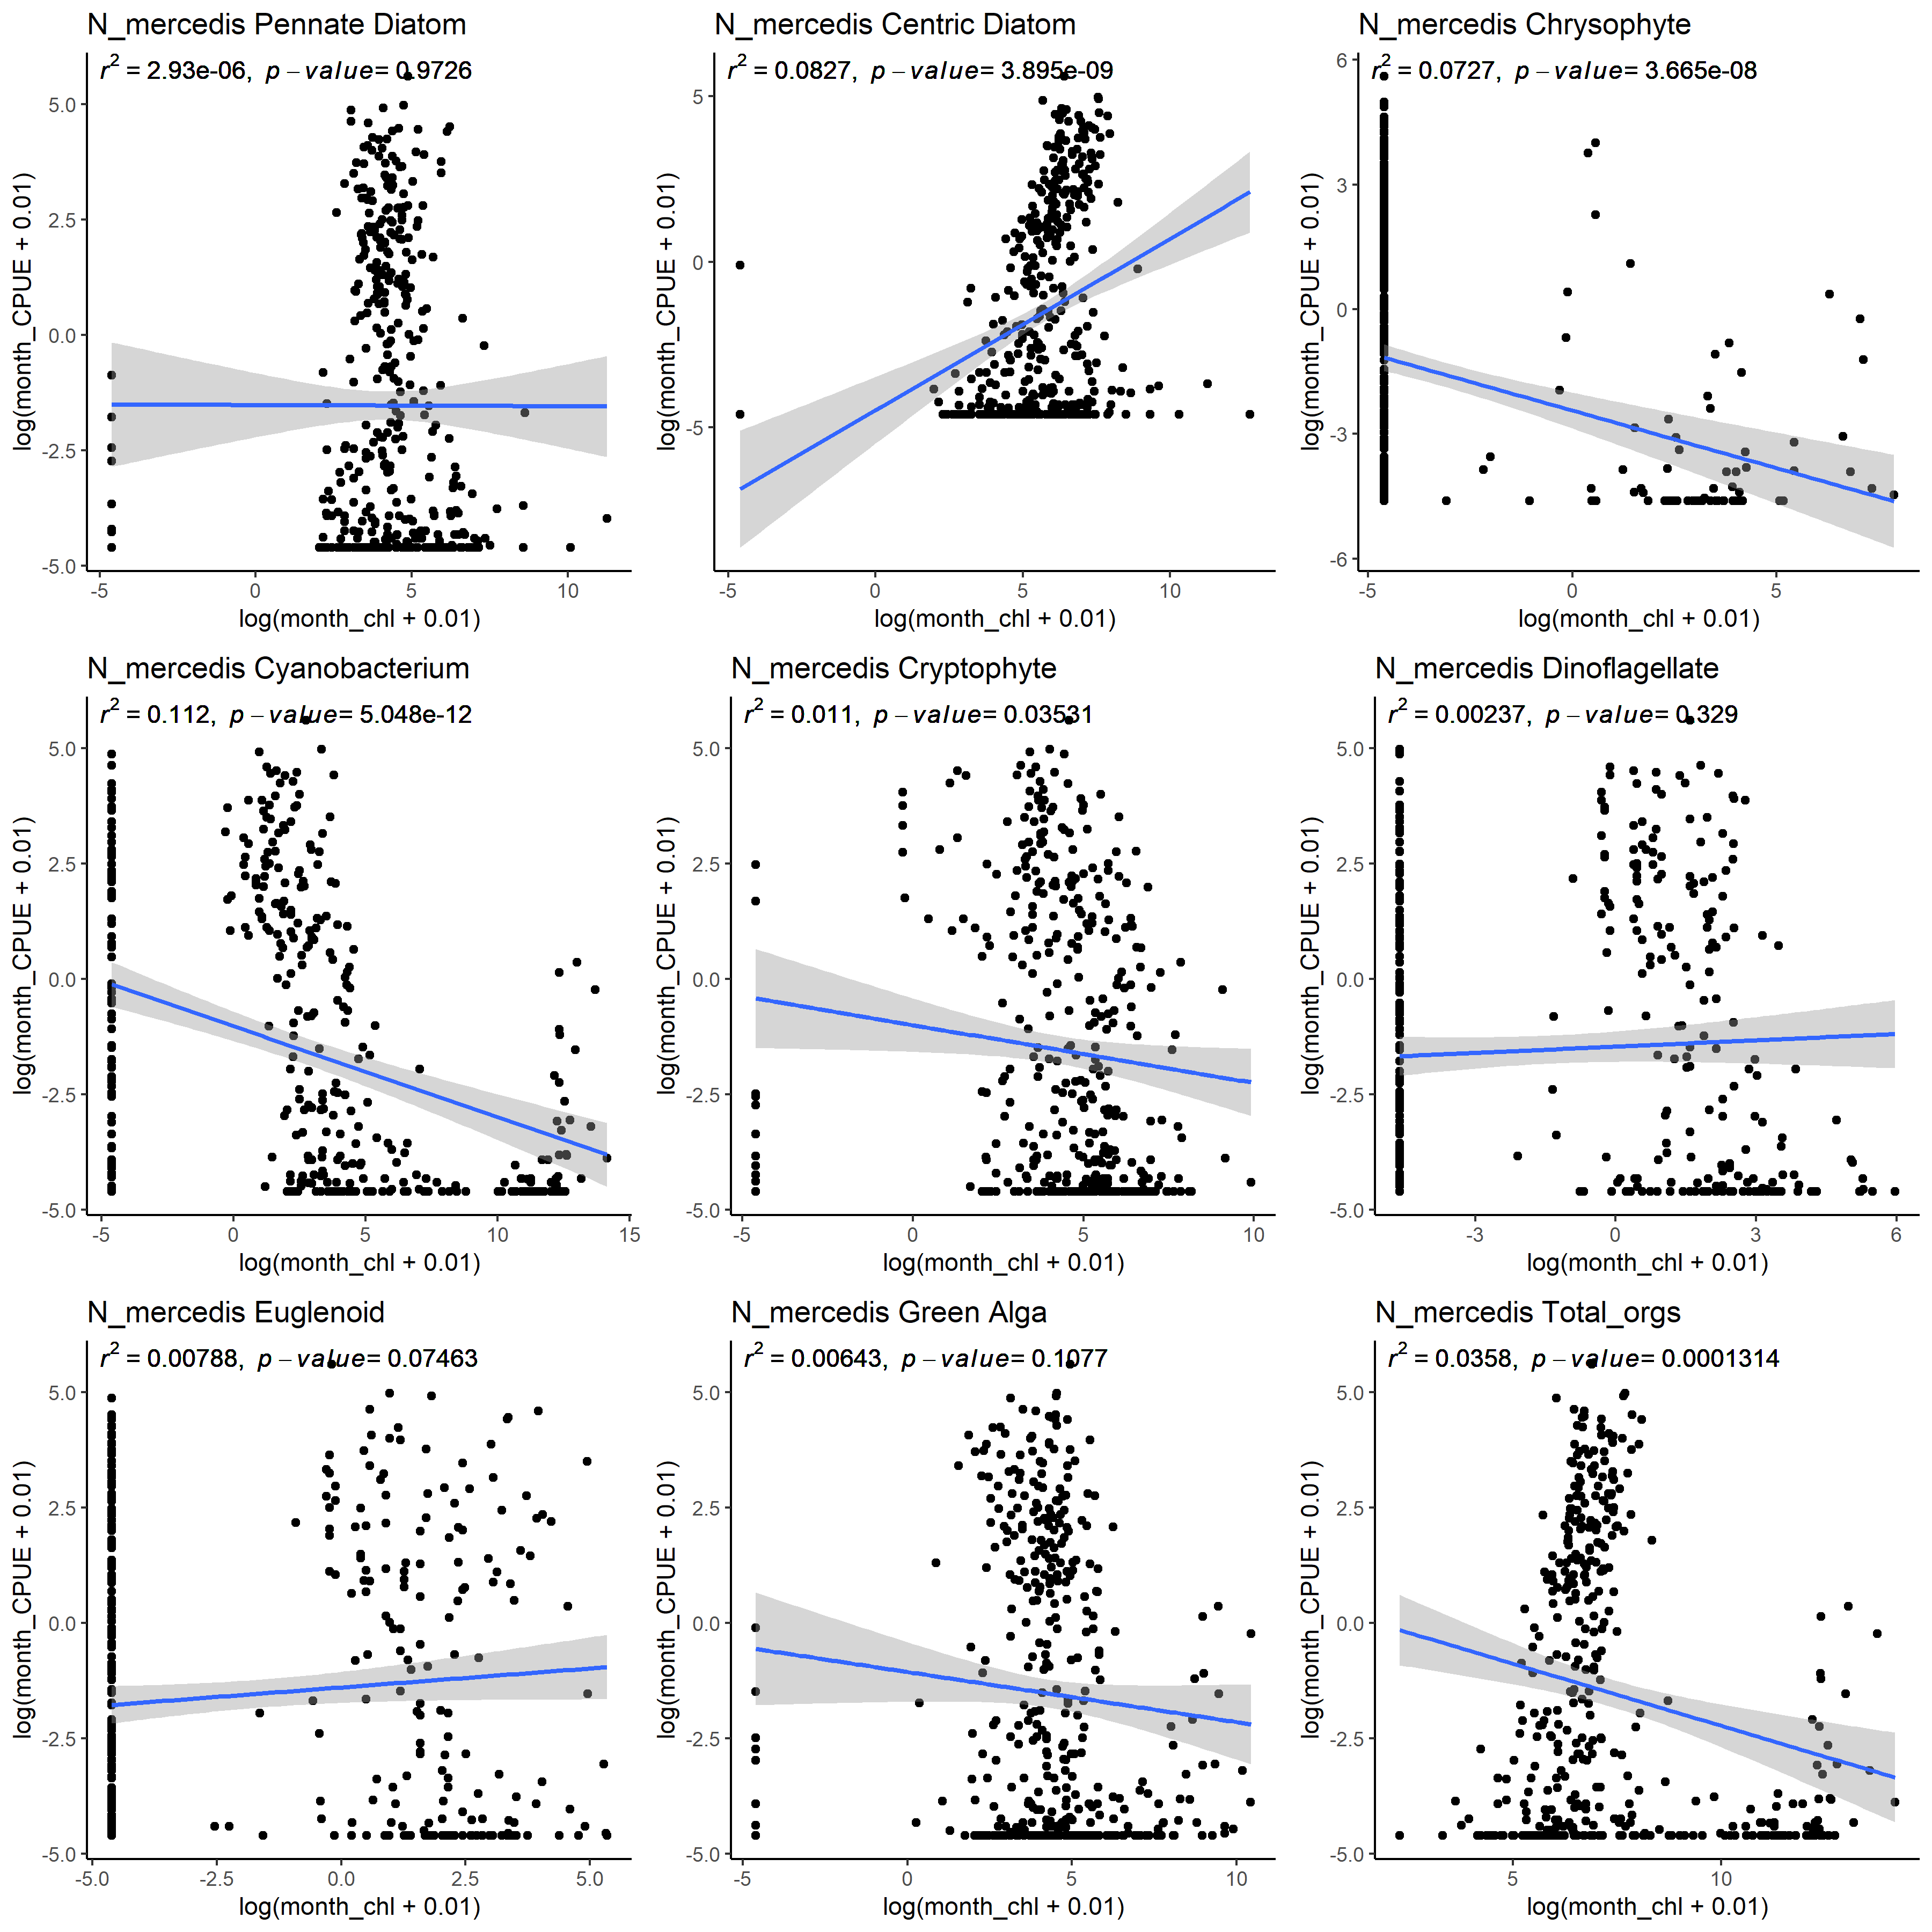 N_mercedis Pennate Diatom
r² = 2.93e-06, p−value= 0.9726
log(month_CPUE + 0.01)
5.0
2.5
0.0
-2.5
-5.0
-5 0 5 10
log(month_chl + 0.01)
N_mercedis Centric Diatom
r² = 0.0827, p−value= 3.895e-09
log(month_CPUE + 0.01)
5
0
-5
-5 0 5 10
log(month_chl + 0.01)
N_mercedis Chrysophyte
r² = 0.0727, p−value= 3.665e-08
log(month_CPUE + 0.01)
6
3
0
-3
-6
-5 0 5
log(month_chl + 0.01)
N_mercedis Cyanobacterium
r² = 0.112, p−value= 5.048e-12
log(month_CPUE + 0.01)
5.0
2.5
0.0
-2.5
-5.0
-5 0 5 10 15
log(month_chl + 0.01)
N_mercedis Cryptophyte
r² = 0.011, p−value= 0.03531
log(month_CPUE + 0.01)
5.0
2.5
0.0
-2.5
-5.0
-5 0 5 10
log(month_chl + 0.01)
N_mercedis Dinoflagellate
r² = 0.00237, p−value= 0.329
log(month_CPUE + 0.01)
5.0
2.5
0.0
-2.5
-5.0
-3 0 3 6
log(month_chl + 0.01)
N_mercedis Euglenoid
r² = 0.00788, p−value= 0.07463
log(month_CPUE + 0.01)
5.0
2.5
0.0
-2.5
-5.0
-5.0 -2.5 0.0 2.5 5.0
log(month_chl + 0.01)
N_mercedis Green Alga
r² = 0.00643, p−value= 0.1077
log(month_CPUE + 0.01)
5.0
2.5
0.0
-2.5
-5.0
-5 0 5 10
log(month_chl + 0.01)
N_mercedis Total_orgs
r² = 0.0358, p−value= 0.0001314
log(month_CPUE + 0.01)
5.0
2.5
0.0
-2.5
-5.0
5 10
log(month_chl + 0.01)